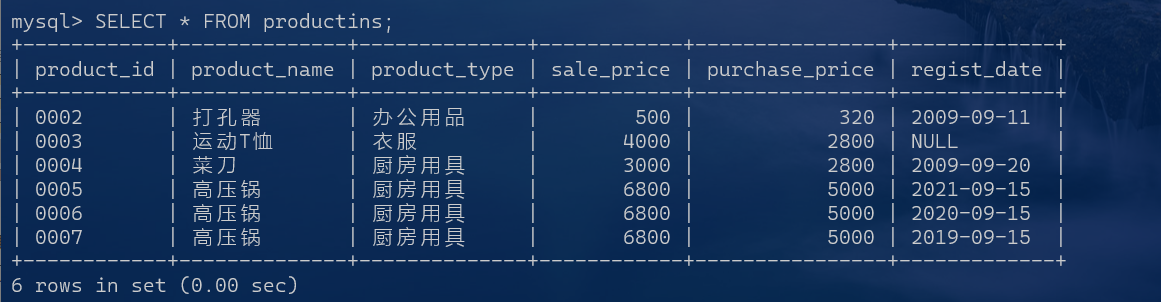 mysql> SELECT * FROM productins;
+------------+--------------+--------------+------------+----------------+-------------+
| product_id | product_name | product_type | sale_price | purchase_price | regist_date |
+------------+--------------+--------------+------------+----------------+-------------+
| 0002       | 打孔器       | 办公用品     |        500 |            320 | 2009-09-11  |
| 0003       | 运动T恤      | 衣服         |       4000 |           2800 | NULL        |
| 0004       | 菜刀         | 厨房用具     |       3000 |           2800 | 2009-09-20  |
| 0005       | 高压锅       | 厨房用具     |       6800 |           5000 | 2021-09-15  |
| 0006       | 高压锅       | 厨房用具     |       6800 |           5000 | 2020-09-15  |
| 0007       | 高压锅       | 厨房用具     |       6800 |           5000 | 2019-09-15  |
+------------+--------------+--------------+------------+----------------+-------------+
6 rows in set (0.00 sec)